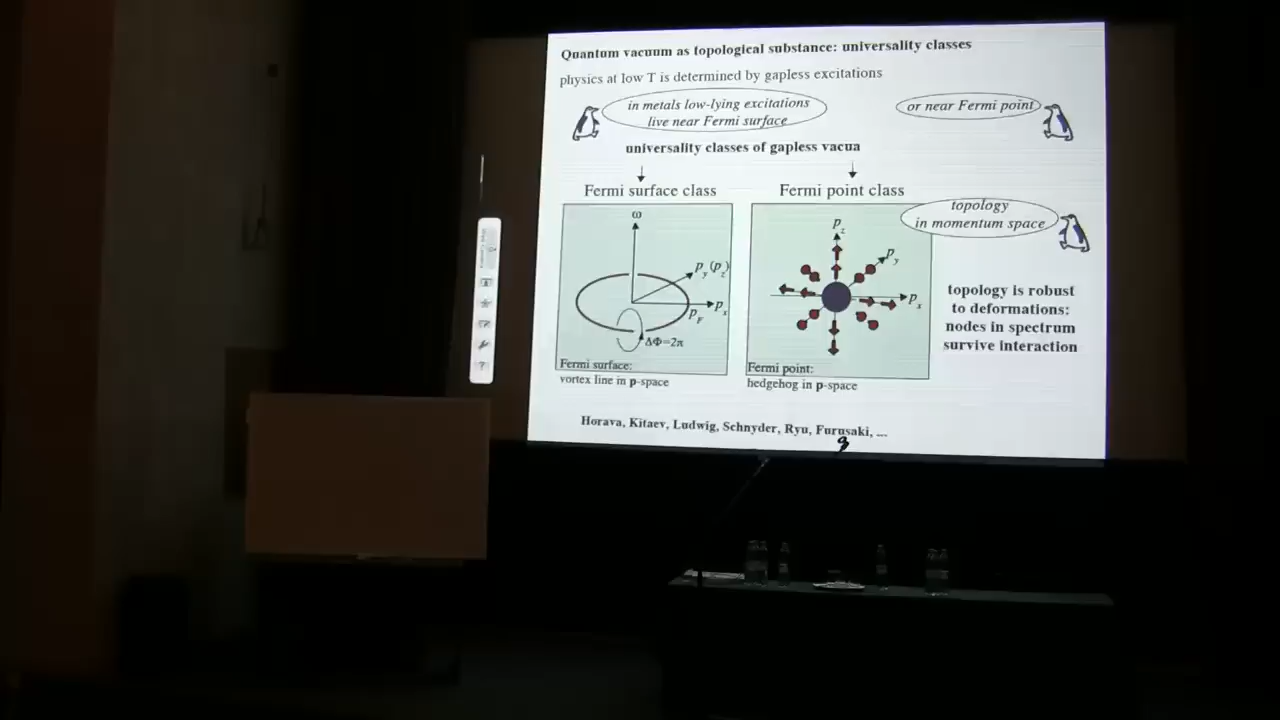 Quantum vacuum as topological substance: universality classes
physics at low T is determined by gapless excitations
in metals low-lying excitations
live near Fermi surface
or near Fermi point
universality classes of gapless vacua
Fermi surface class
Fermi point class
topology
in momentum space
ω
p_y (p_z)
p_x
p_F
ΔΦ=2π
Fermi surface:
vortex line in p-space
p_z
p_y
p_x
Fermi point:
hedgehog in p-space
topology is robust
to deformations:
nodes in spectrum
survive interaction
Horava, Kitaev, Ludwig, Schnyder, Ryu, Furusaki, ...